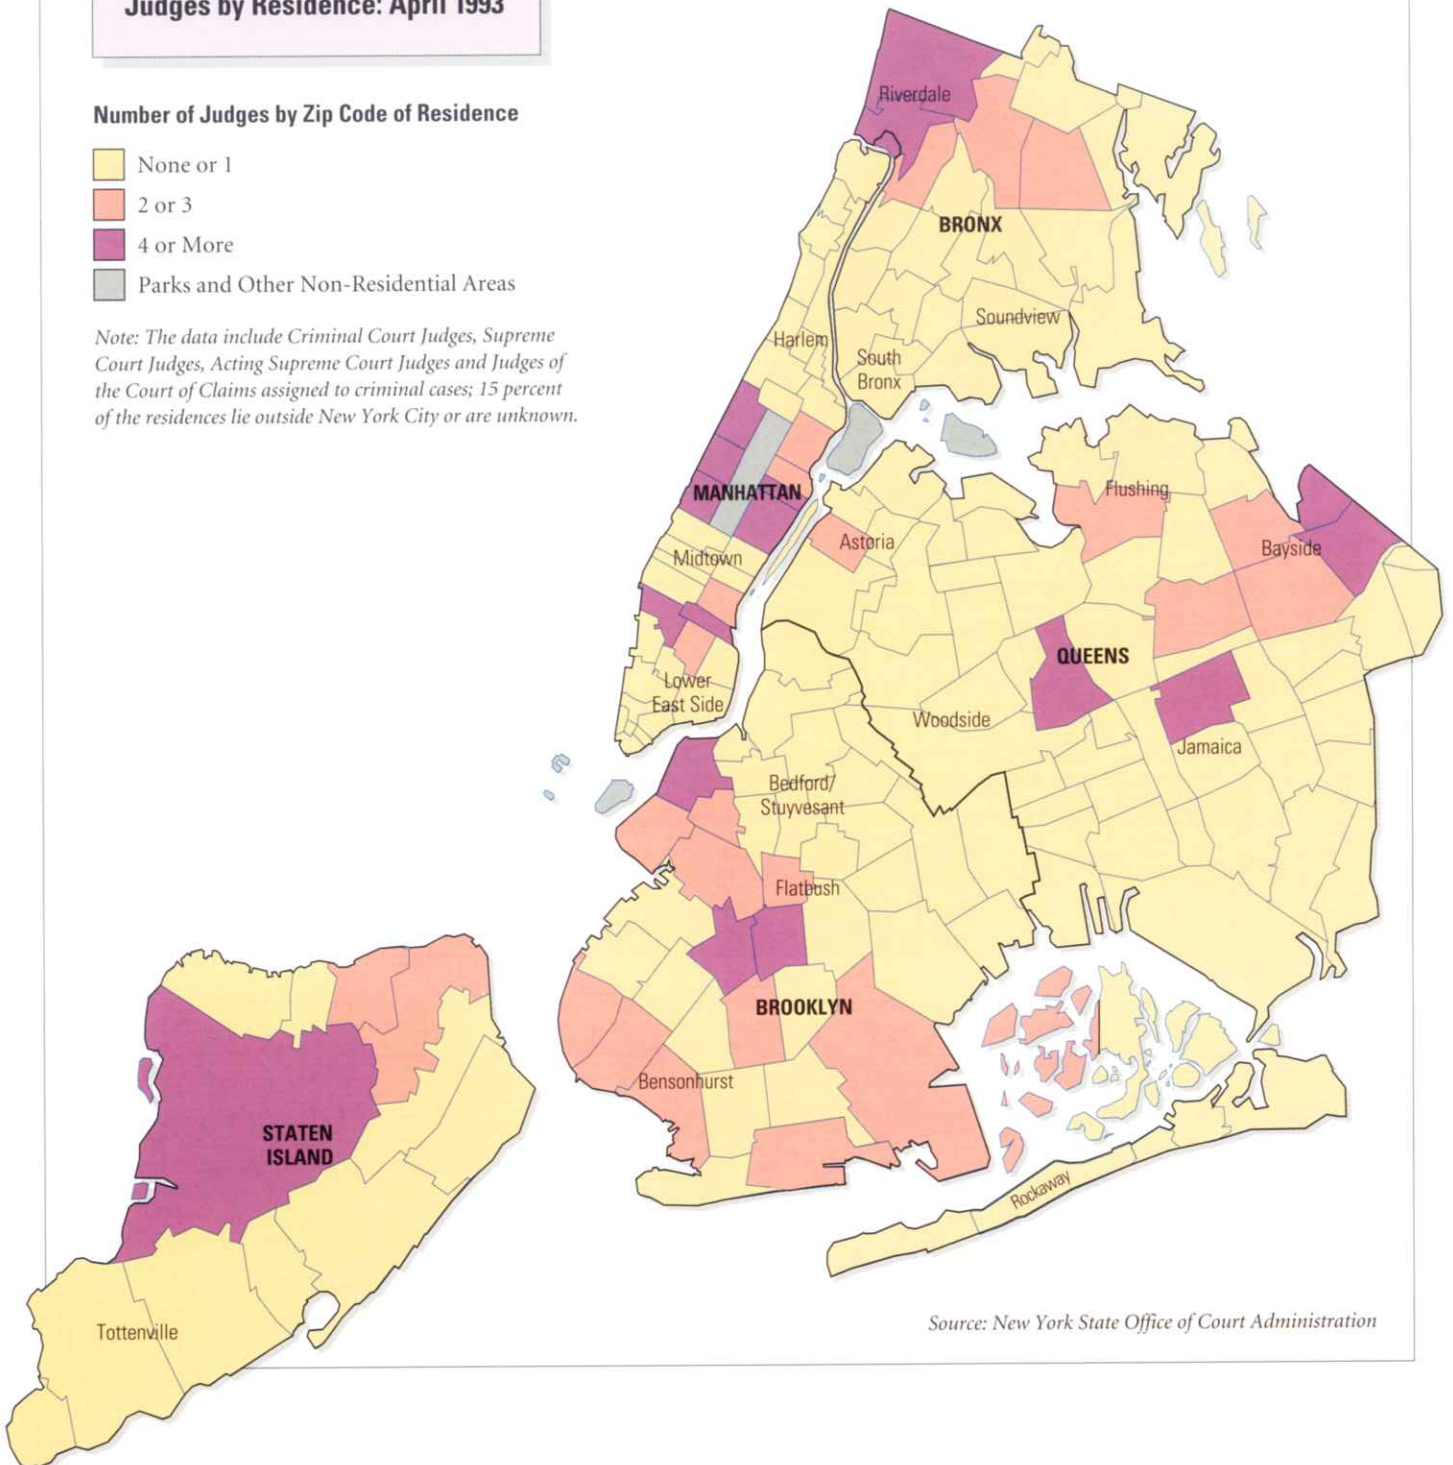 Judges by Residence: April 1993
Number of Judges by Zip Code of Residence
None or 1
2 or 3
4 or More
Parks and Other Non-Residential Areas
Note: The data include Criminal Court Judges, Supreme
Court Judges, Acting Supreme Court Judges and Judges of
the Court of Claims assigned to criminal cases; 15 percent
of the residences lie outside New York City or are unknown.
Riverdale
BRONX
Soundview
Harlem
South
Bronx
MANHATTAN
Flushing
Astoria
Bayside
Midtown
QUEENS
Lower
East Side
Woodside
Jamaica
Bedford/
Stuyvesant
Flatbush
BROOKLYN
Bensonhurst
STATEN
ISLAND
Rockaway
Tottenville
Source: New York State Office of Court Administration